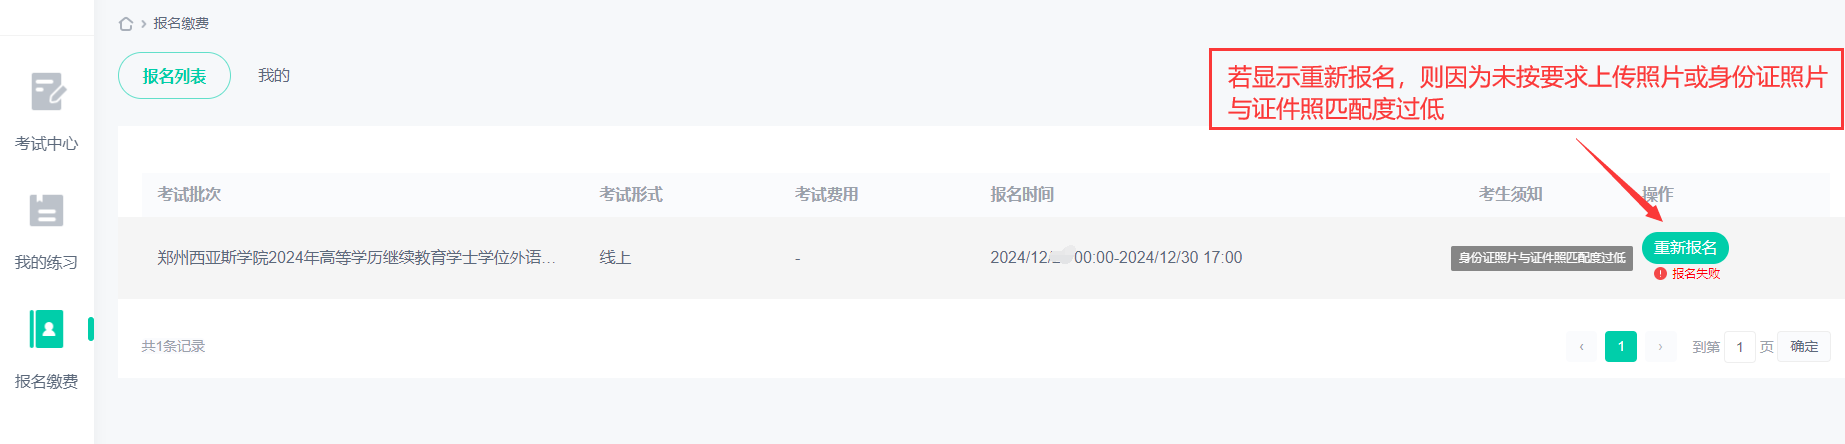 报名缴费
报名列表
我的
若显示重新报名，则因为未按要求上传照片或身份证照片
与证件照匹配度过低
考试中心
我的练习
报名缴费
考试批次 考试形式 考试费用 报名时间 考生须知 操作
郑州西亚斯学院2024年高等学历继续教育学士学位外语... 线上 - 2024/12/ 00:00-2024/12/30 17:00 身份证照片与证件照匹配度过低 重新报名
报名失败
共1条记录 ‹ 1 › 到第 1 页 确定